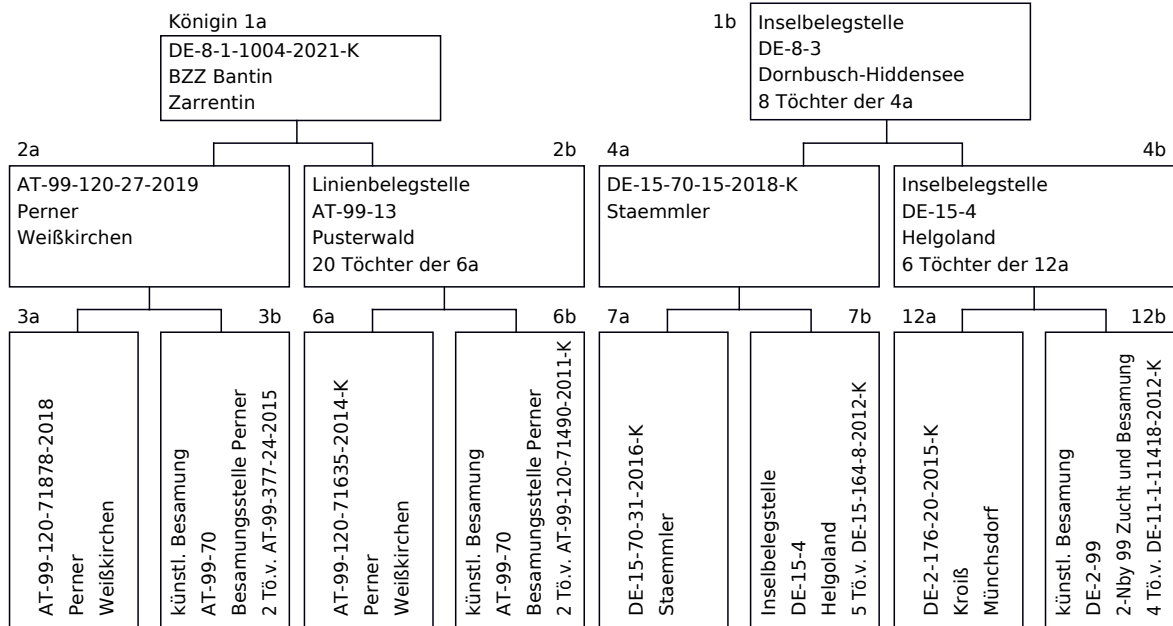 Königin 1a
DE-8-1-1004-2021-K
BZZ Bantin
Zarrentin
1b
Inselbelegstelle
DE-8-3
Dornbusch-Hiddensee
8 Töchter der 4a
2a
AT-99-120-27-2019
Perner
Weißkirchen
2b
Linienbelegstelle
AT-99-13
Pusterwald
20 Töchter der 6a
4a
DE-15-70-15-2018-K
Staemmler
4b
Inselbelegstelle
DE-15-4
Helgoland
6 Töchter der 12a
3a
AT-99-120-71878-2018
Perner
Weißkirchen
3b
künstl. Besamung
AT-99-70
Besamungsstelle Perner
2 Tö.v. AT-99-377-24-2015
6a
AT-99-120-71635-2014-K
Perner
Weißkirchen
6b
künstl. Besamung
AT-99-70
Besamungsstelle Perner
2 Tö.v. AT-99-120-71490-2011-K
7a
DE-15-70-31-2016-K
Staemmler
7b
Inselbelegstelle
DE-15-4
Helgoland
5 Tö.v. DE-15-164-8-2012-K
12a
DE-2-176-20-2015-K
Kroiß
Münchsdorf
12b
künstl. Besamung
DE-2-99
2-Nby 99 Zucht und Besamung
4 Tö.v. DE-11-1-11418-2012-K